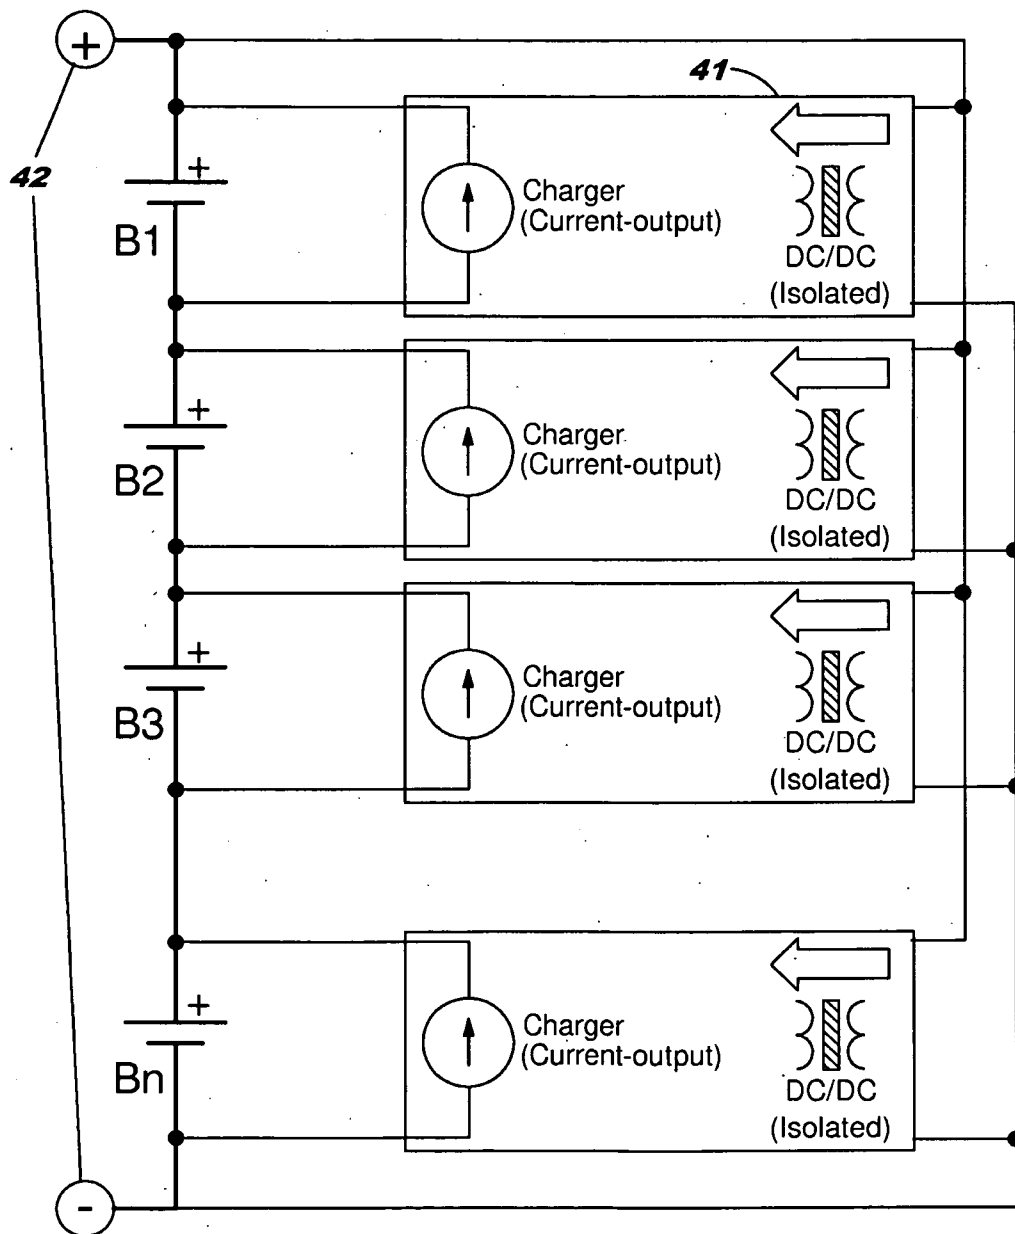 +
41
42
+
B1
Charger
(Current-output)
DC/DC
(Isolated)
+
B2
Charger
(Current-output)
DC/DC
(Isolated)
+
B3
Charger
(Current-output)
DC/DC
(Isolated)
+
Bn
Charger
(Current-output)
DC/DC
(Isolated)
-